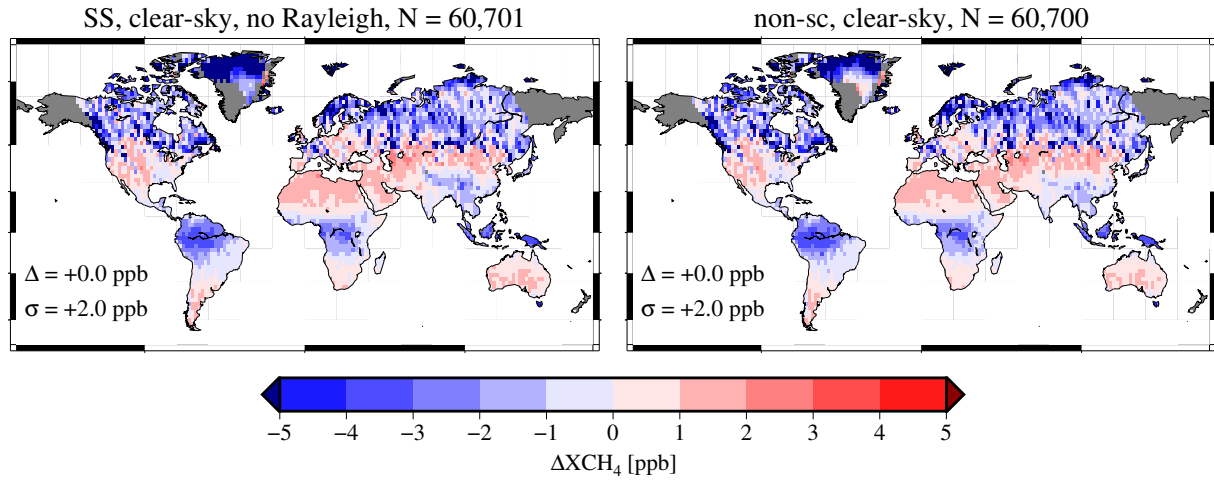 SS, clear-sky, no Rayleigh, N = 60,701
non-sc, clear-sky, N = 60,700
Δ = +0.0 ppb
σ = +2.0 ppb
Δ = +0.0 ppb
σ = +2.0 ppb
−5 −4 −3 −2 −1 0 1 2 3 4 5
ΔXCH₄ [ppb]